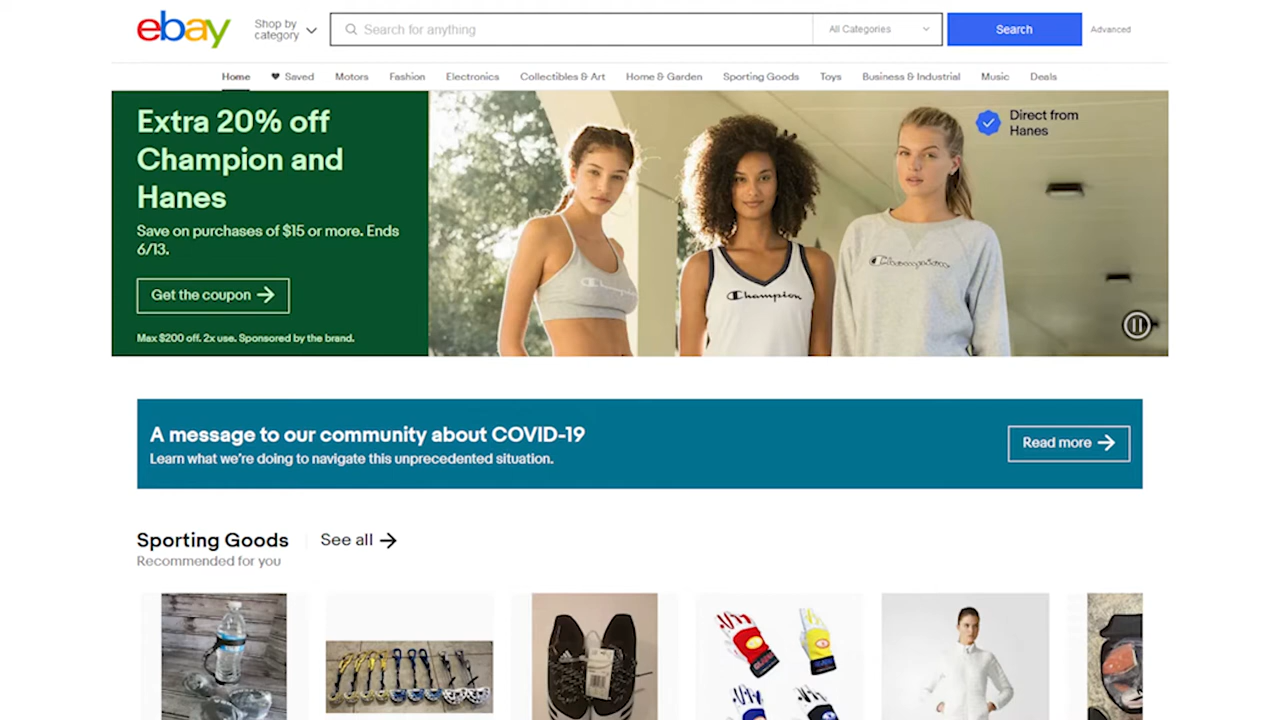 ebay
Shop by
category
Search for anything
All Categories
Search
Advanced
Home
Saved
Motors
Fashion
Electronics
Collectibles & Art
Home & Garden
Sporting Goods
Toys
Business & Industrial
Music
Deals
Extra 20% off
Champion and
Hanes
Save on purchases of $15 or more. Ends
6/13.
Get the coupon
Max $200 off. 2x use. Sponsored by the brand.
Direct from
Hanes
Champion
Champion
Champion
A message to our community about COVID-19
Learn what we're doing to navigate this unprecedented situation.
Read more
Sporting Goods
See all
Recommended for you